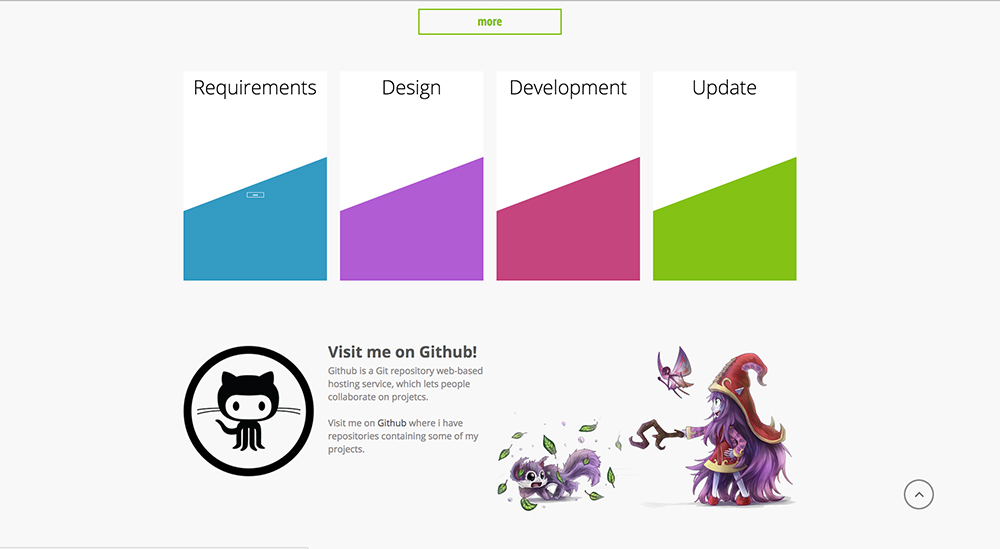 more
Requirements
Design
Development
Update
Visit me on Github!
Github is a Git repository web-based
hosting service, which lets people
collaborate on projetcs.
Visit me on Github where i have
repositories containing some of my
projects.